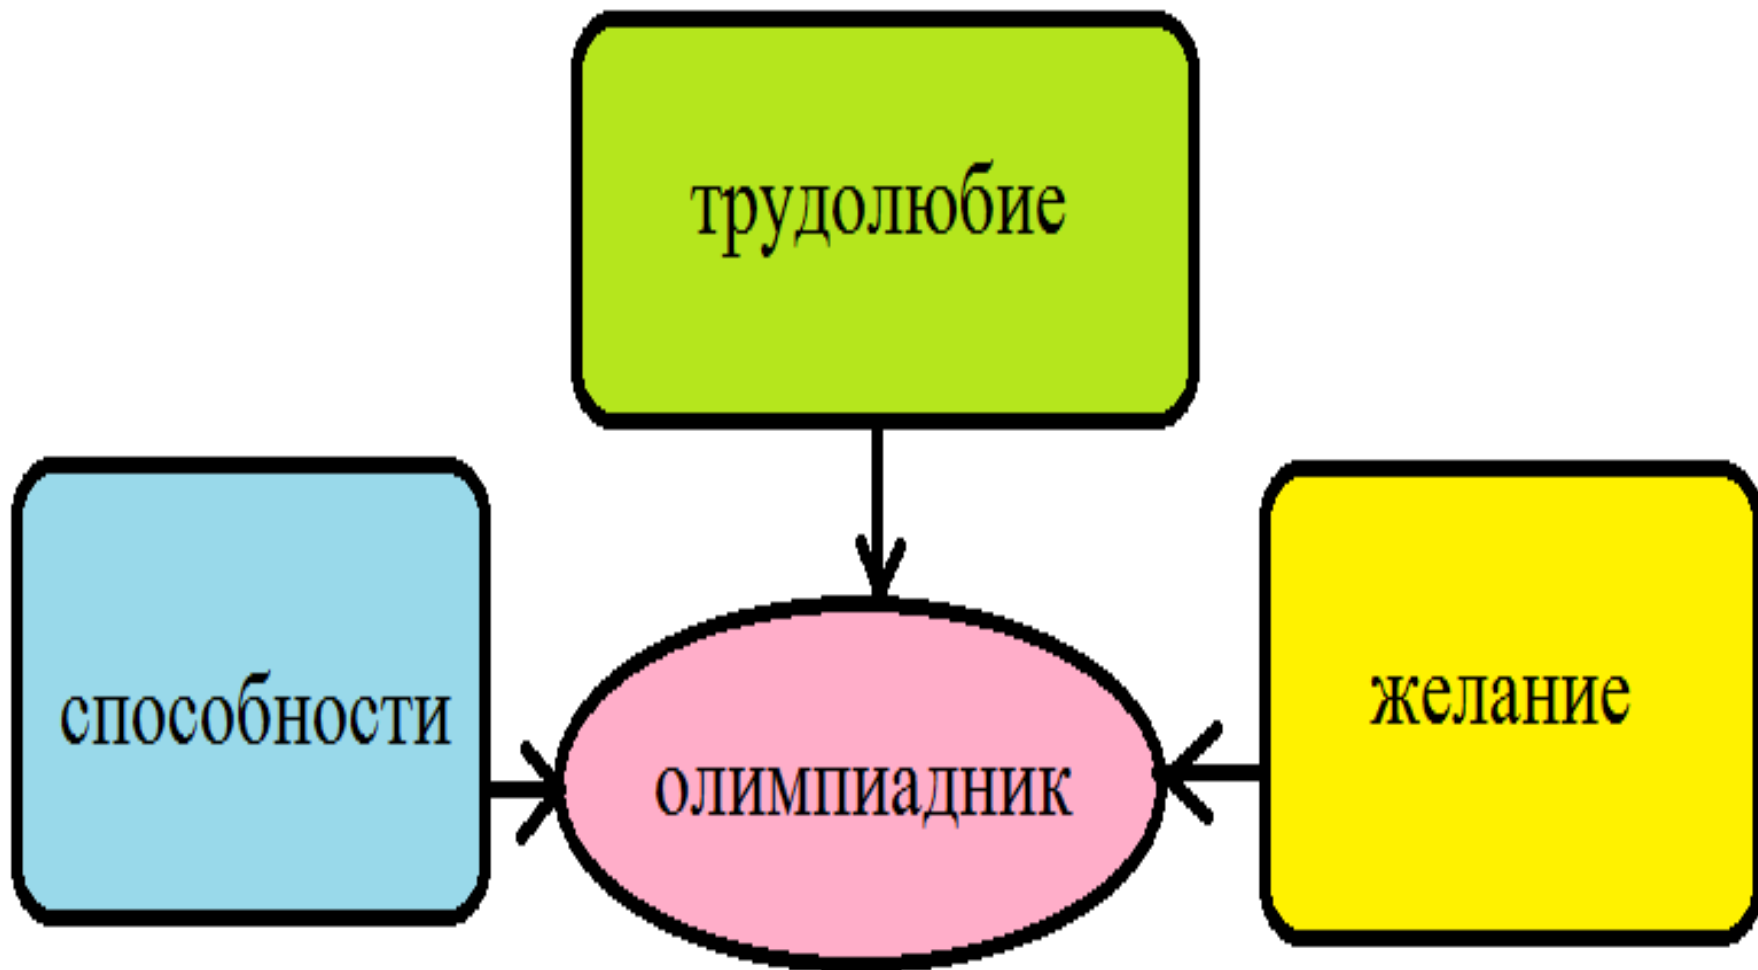 трудолюбие
способности
желание
олимпиадник